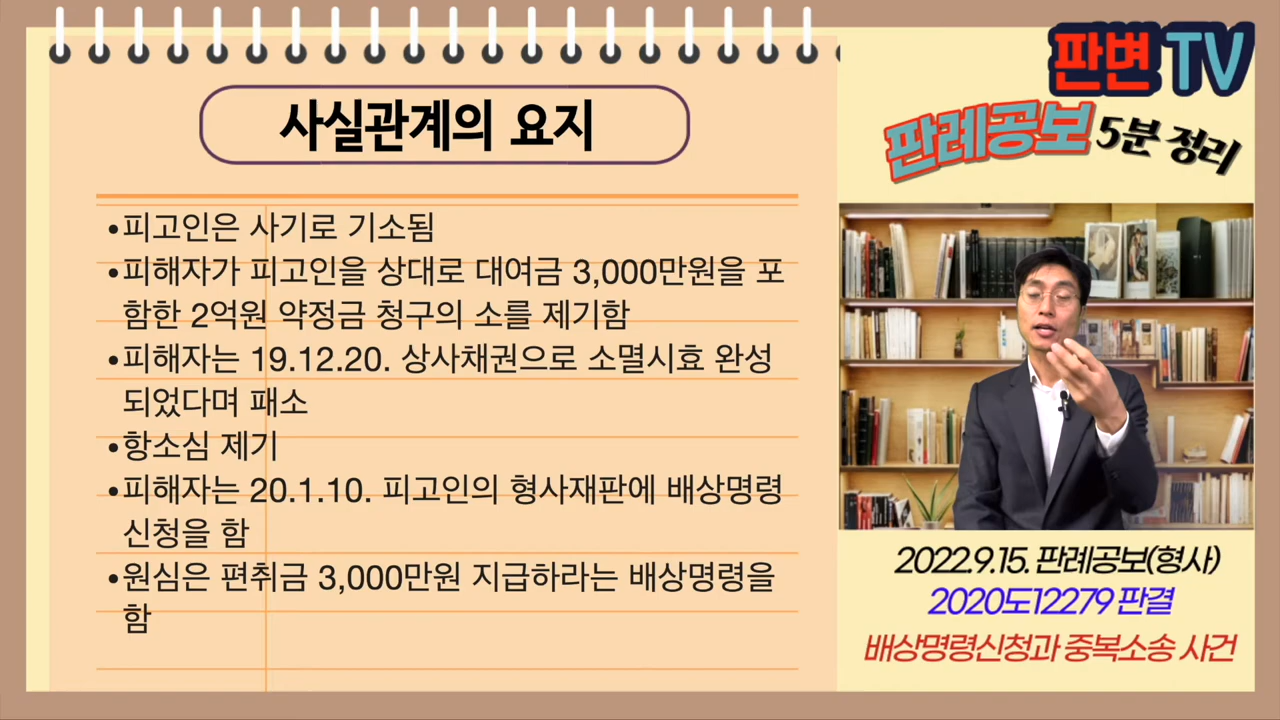 사실관계의 요지
•피고인은 사기로 기소됨
•피해자가 피고인을 상대로 대여금 3,000만원을 포
함한 2억원 약정금 청구의 소를 제기함
•피해자는 19.12.20. 상사채권으로 소멸시효 완성
되었다며 패소
•항소심 제기
•피해자는 20.1.10. 피고인의 형사재판에 배상명령
신청을 함
•원심은 편취금 3,000만원 지급하라는 배상명령을
함
판변 TV
판례공보 5분 정리
2022.9.15. 판례공보(형사)
2020도12279 판결
배상명령신청과 중복소송 사건